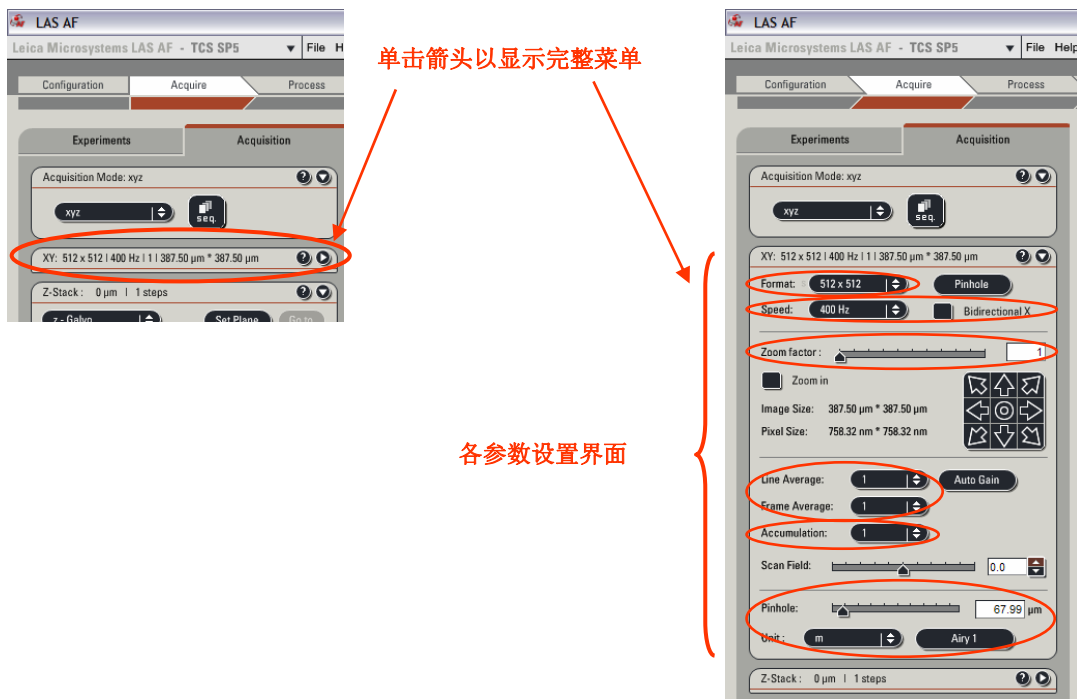 LAS AF
Leica Microsystems LAS AF - TCS SP5 File H
Configuration Acquire Process
Experiments Acquisition
Acquisition Mode: xyz
xyz seq.
XY: 512 x 512 | 400 Hz | 1 | 387.50 µm * 387.50 µm
Z-Stack: 0 µm | 1 steps
z - Galvo Set Plane Go to
单击箭头以显示完整菜单
各参数设置界面
LAS AF
Leica Microsystems LAS AF - TCS SP5 File Help
Configuration Acquire Process
Experiments Acquisition
Acquisition Mode: xyz
xyz seq.
XY: 512 x 512 | 400 Hz | 1 | 387.50 µm * 387.50 µm
Format: 512 x 512 Pinhole
Speed: 400 Hz Bidirectional X
Zoom factor : 1
Zoom in
Image Size: 387.50 µm * 387.50 µm
Pixel Size: 758.32 nm * 758.32 nm
Line Average: 1 Auto Gain
Frame Average: 1
Accumulation: 1
Scan Field: 0.0
Pinhole: 67.99 µm
Unit : m Airy 1
Z-Stack: 0 µm | 1 steps